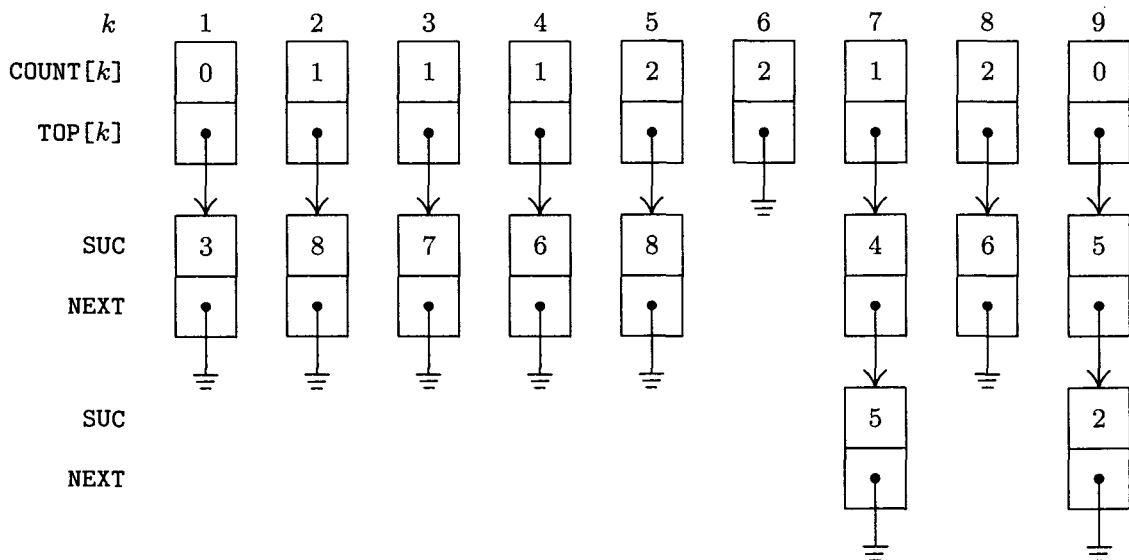 k 1 2 3 4 5 6 7 8 9
COUNT[k] 0 1 1 1 2 2 1 2 0
TOP[k]
SUC 3 8 7 6 8 4 6 5
NEXT
SUC 5 2
NEXT